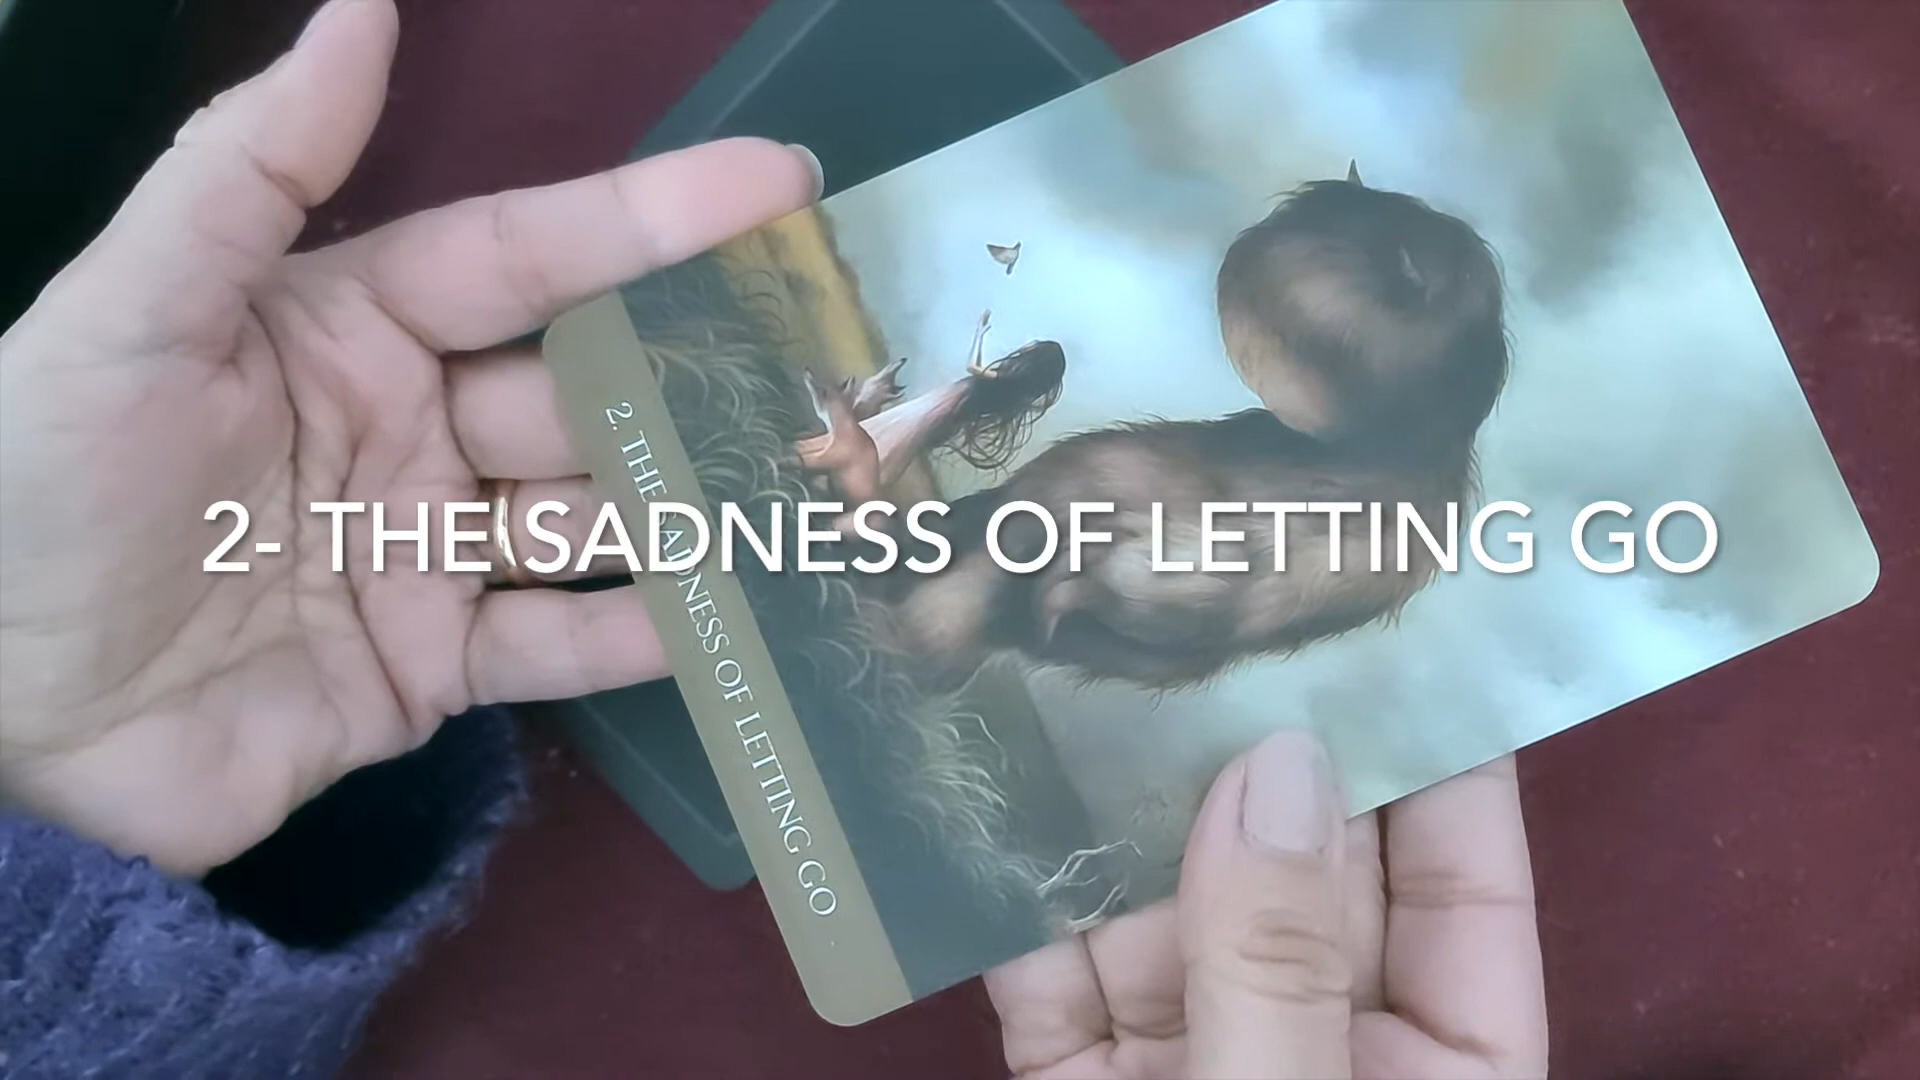 2- THE SADNESS OF LETTING GO
2. THE SADNESS OF LETTING GO